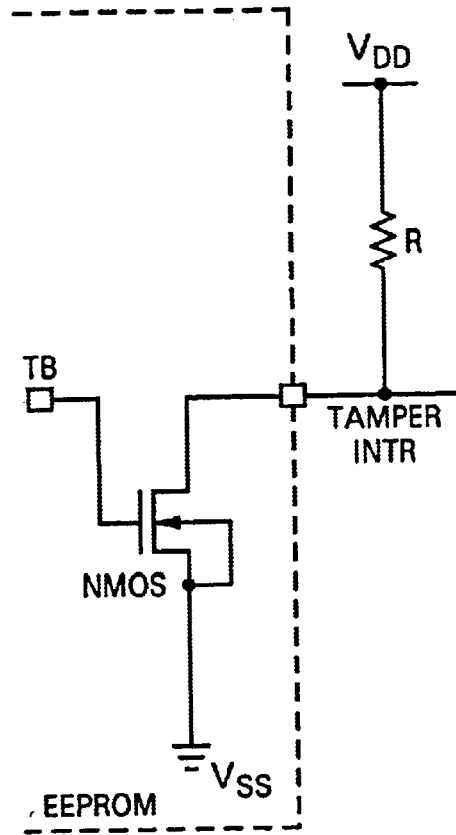 VDD
R
TB
TAMPER
INTR
NMOS
VSS
EEPROM